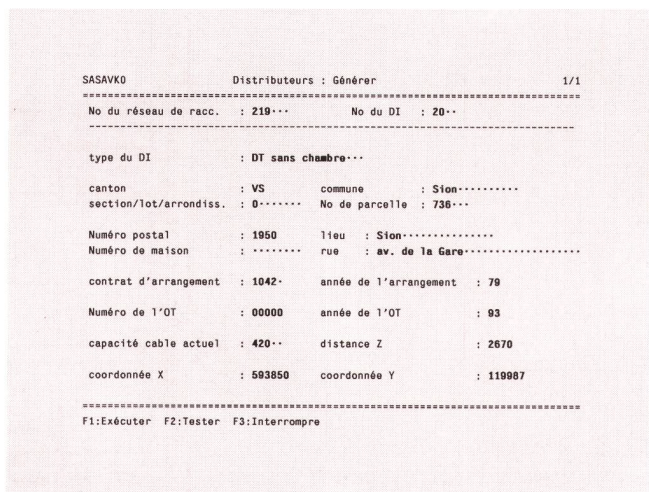 SASAVKO Distributeurs : Générer 1/1
No du réseau de racc. : 219··· No du DI : 20··
type du DI : DT sans chambre···
canton : VS commune : Sion··········
section/lot/arrondiss. : 0······· No de parcelle : 736···
Numéro postal : 1950 lieu : Sion···············
Numéro de maison : ········ rue : av. de la Gare···················
contrat d'arrangement : 1042· année de l'arrangement : 79
Numéro de l'OT : 00000 année de l'OT : 93
capacité cable actuel : 420·· distance Z : 2670
coordonnée X : 593850 coordonnée Y : 119987
F1:Exécuter F2:Tester F3:Interrompre